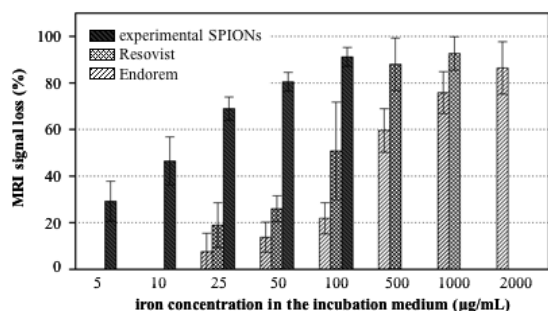 100
80
60
40
20
0
MRI signal loss (%)
experimental SPIONs
Resovist
Endorem
5 10 25 50 100 500 1000 2000
iron concentration in the incubation medium (µg/mL)